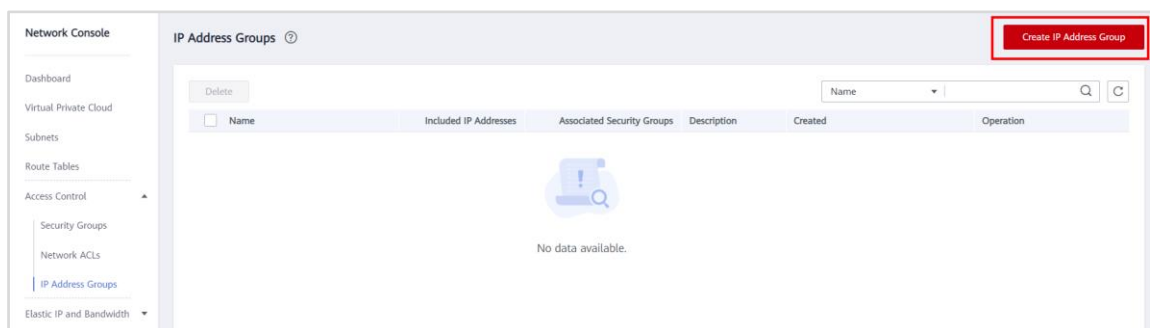 Network Console
IP Address Groups ?
Create IP Address Group
Dashboard
Virtual Private Cloud
Subnets
Route Tables
Access Control
Security Groups
Network ACLs
IP Address Groups
Elastic IP and Bandwidth
Delete
Name
Name Included IP Addresses Associated Security Groups Description Created Operation
!
No data available.